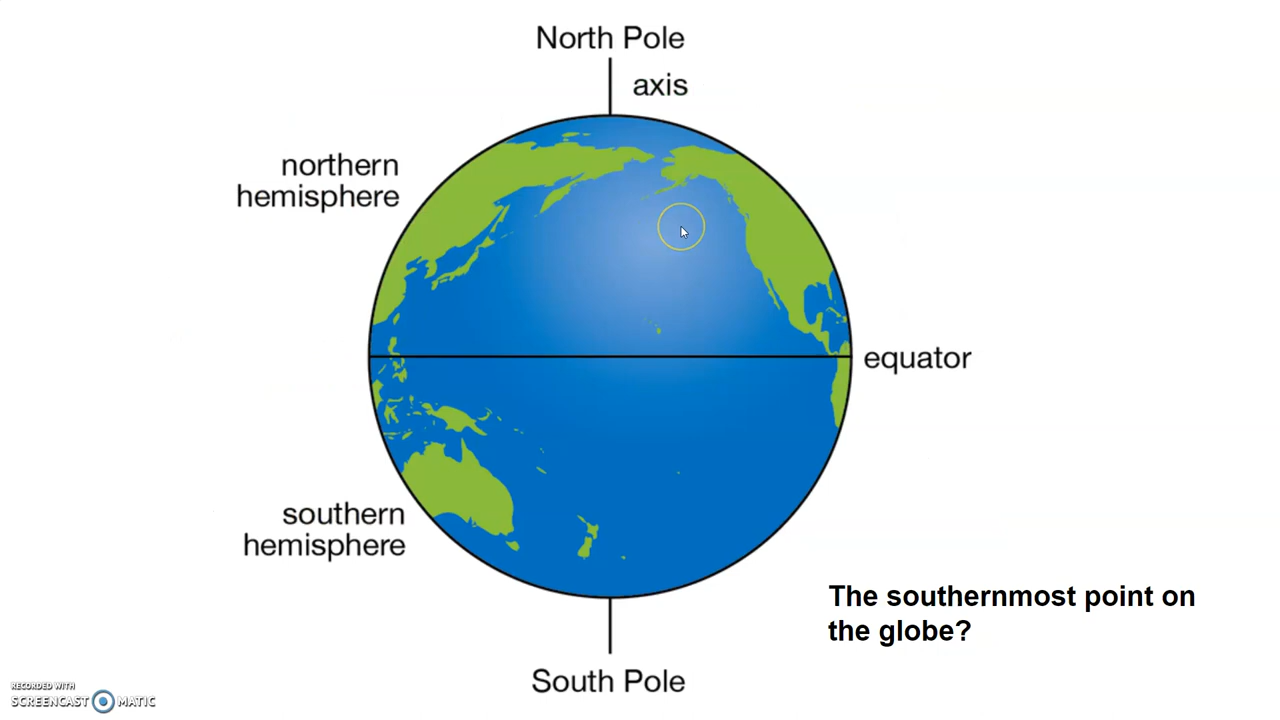 North Pole
axis
northern
hemisphere
equator
southern
hemisphere
The southernmost point on
the globe?
South Pole
RECORDED WITH
SCREENCAST MATIC